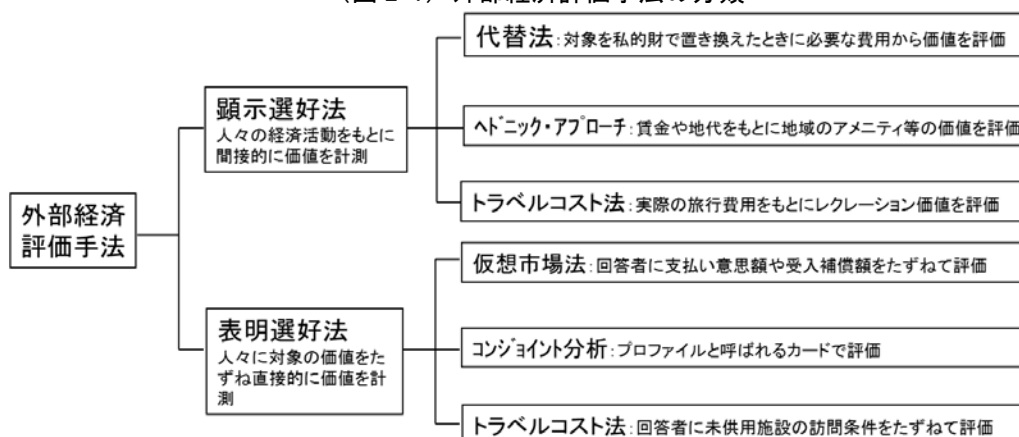 外部経済
評価手法
顕示選好法
人々の経済活動をもとに
間接的に価値を計測
代替法:対象を私的財で置き換えたときに必要な費用から価値を評価
ヘドニック・アプローチ:賃金や地代をもとに地域のアメニティ等の価値を評価
トラベルコスト法:実際の旅行費用をもとにレクレーション価値を評価
表明選好法
人々に対象の価値をた
ずね直接的に価値を計
測
仮想市場法:回答者に支払い意思額や受入補償額をたずねて評価
コンジョイント分析:プロファイルと呼ばれるカードで評価
トラベルコスト法:回答者に未供用施設の訪問条件をたずねて評価